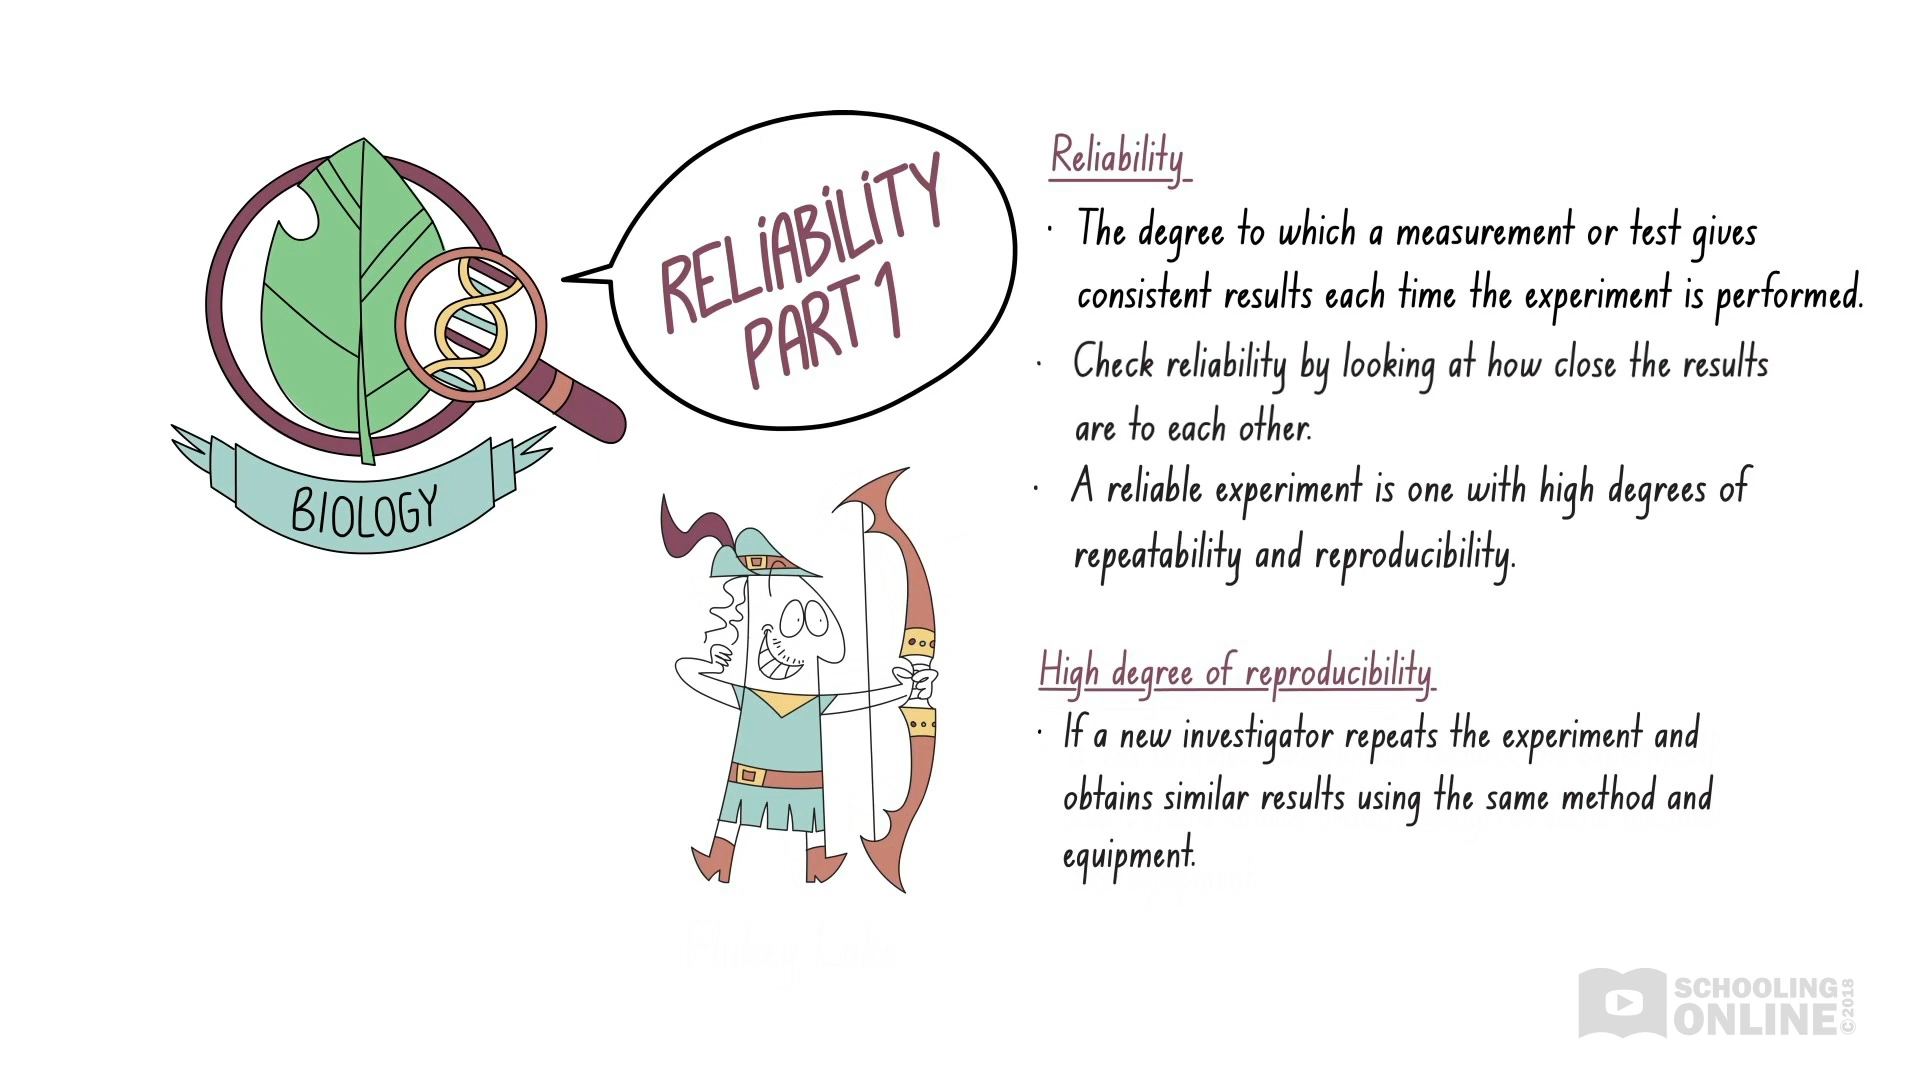 BIOLOGY
RELIABILITY
PART 1
Reliability
· The degree to which a measurement or test gives
consistent results each time the experiment is performed.
· Check reliability by looking at how close the results
are to each other.
· A reliable experiment is one with high degrees of
repeatability and reproducibility.
High degree of reproducibility
· If a new investigator repeats the experiment and
obtains similar results using the same method and
equipment.
SCHOOLING
ONLINE
©2018